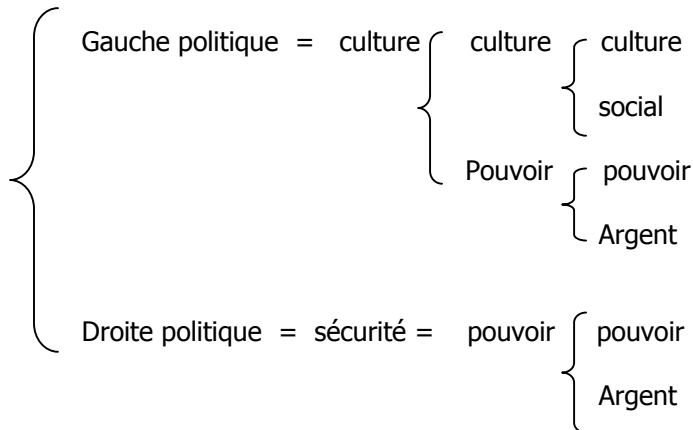 Gauche politique = culture culture culture
social
Pouvoir pouvoir
Argent
Droite politique = sécurité = pouvoir pouvoir
Argent